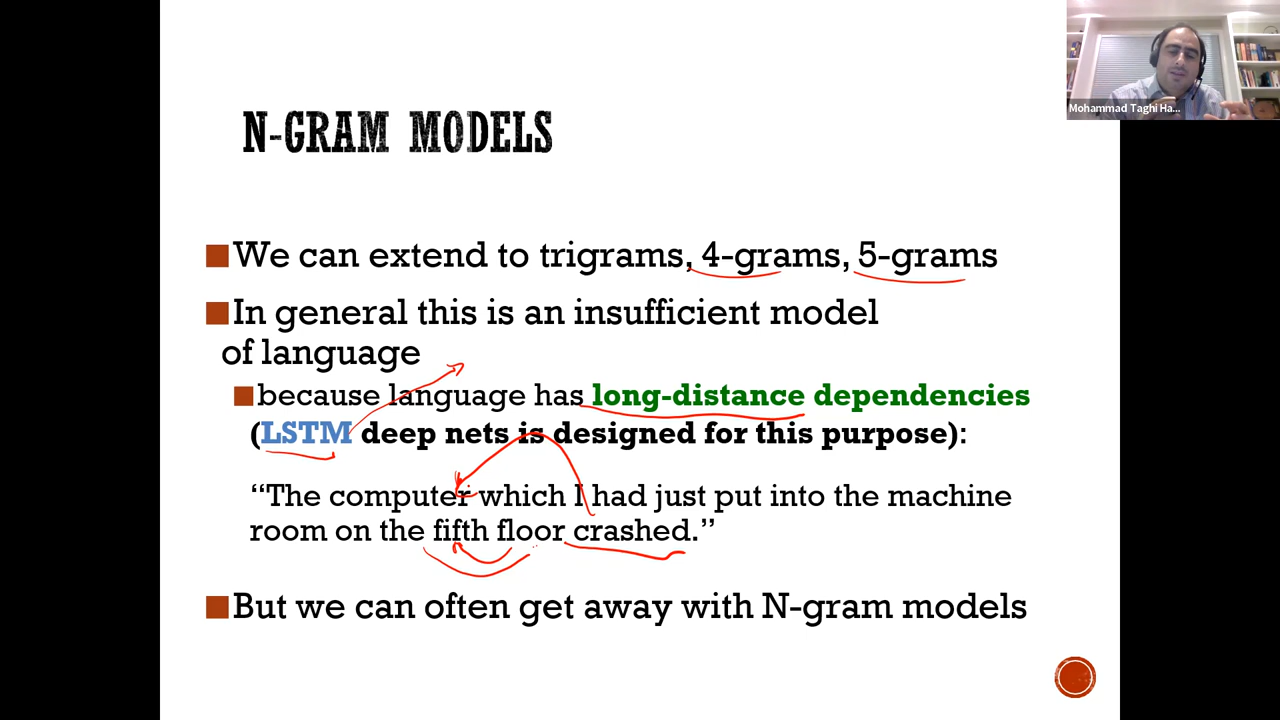 Mohammad Taghi Ha...
N-GRAM MODELS
We can extend to trigrams, 4-grams, 5-grams
In general this is an insufficient model
of language
because language has long-distance dependencies
(LSTM deep nets is designed for this purpose):
“The computer which I had just put into the machine
room on the fifth floor crashed.”
But we can often get away with N-gram models